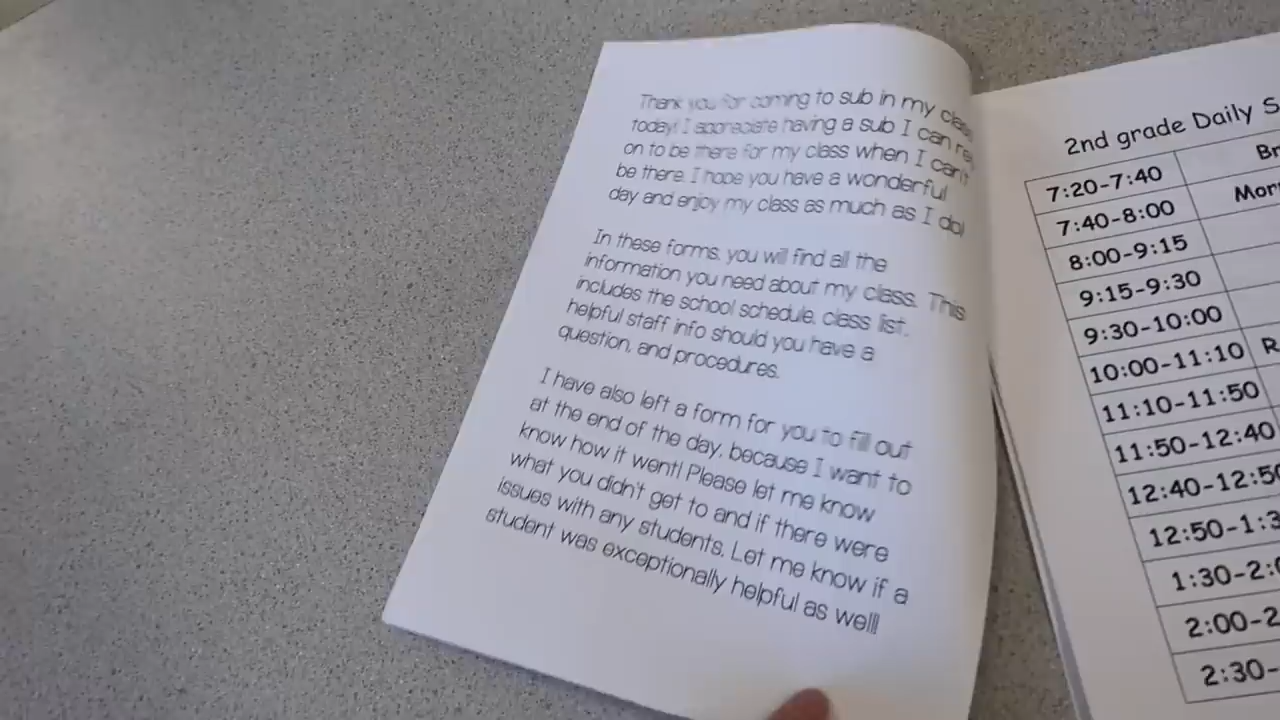 Thank you for coming to sub in my
today! I appreciate having a sub I can
on to be there for my class when I can't
be there. I hope you have a wonderful
day and enjoy my class as much as I do!
In these forms, you will find all the
information you need about my class. This
includes the school schedule, class list,
helpful staff info should you have a
question, and procedures.
I have also left a form for you to fill out
at the end of the day, because I want to
know how it went! Please let me know
what you didn't get to and if there were
issues with any students. Let me know if a
student was exceptionally helpful as well!
2nd grade Daily S
7:20-7:40 Br
7:40-8:00 Mor
8:00-9:15
9:15-9:30
9:30-10:00
10:00-11:10 R
11:10-11:50
11:50-12:40
12:40-12:50
12:50-1:3
1:30-2:0
2:00-2
2:30-